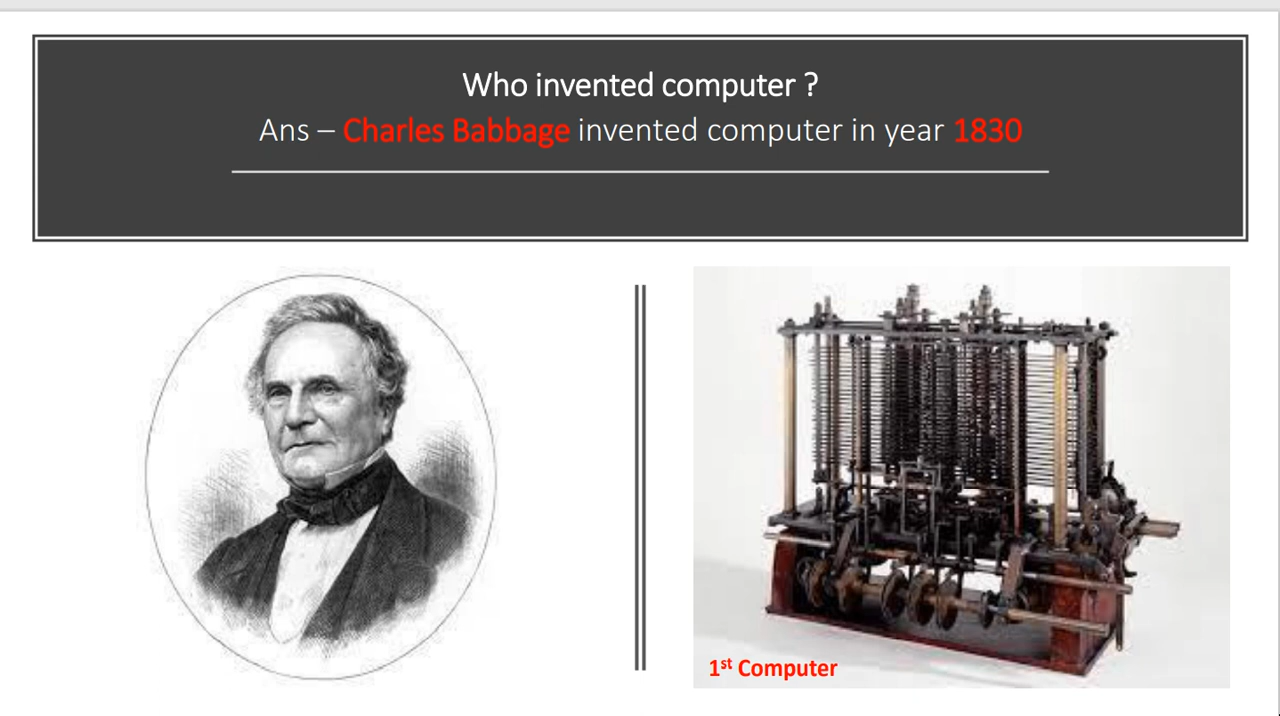 Who invented computer ?
Ans – Charles Babbage invented computer in year 1830
1st Computer